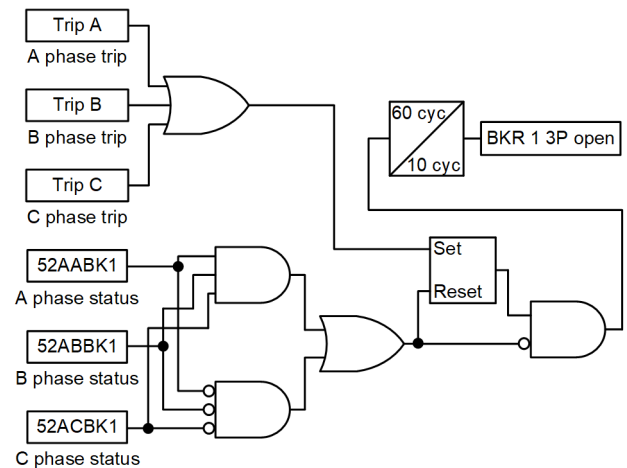 Trip A
A phase trip
Trip B
B phase trip
Trip C
C phase trip
60 cyc
10 cyc
BKR 1 3P open
52AABK1
A phase status
52ABBK1
B phase status
52ACBK1
C phase status
Set
Reset